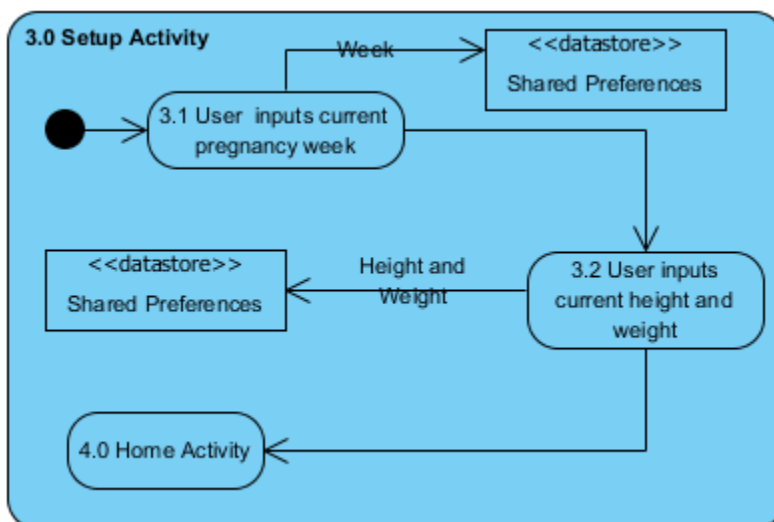 3.0 Setup Activity
Week
<<datastore>>
Shared Preferences
3.1 User inputs current
pregnancy week
<<datastore>>
Shared Preferences
Height and
Weight
3.2 User inputs
current height and
weight
4.0 Home Activity